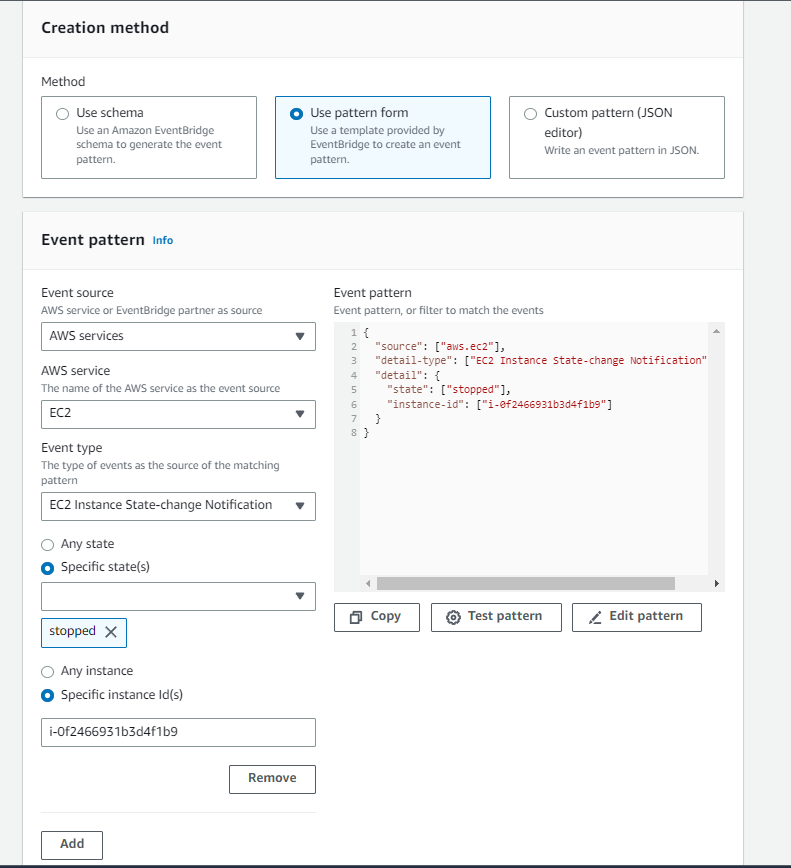 Creation method
Method
Use schema
Use an Amazon EventBridge
schema to generate the event
pattern.
Use pattern form
Use a template provided by
EventBridge to create an event
pattern.
Custom pattern (JSON
editor)
Write an event pattern in JSON.
Event pattern Info
Event source
AWS service or EventBridge partner as source
AWS services
AWS service
The name of the AWS service as the event source
EC2
Event type
The type of events as the source of the matching
pattern
EC2 Instance State-change Notification
Any state
Specific state(s)
stopped
Any instance
Specific instance Id(s)
i-0f2466931b3d4f1b9
Remove
Add
Event pattern
Event pattern, or filter to match the events
1 {
2 "source": ["aws.ec2"],
3 "detail-type": ["EC2 Instance State-change Notification"
4 "detail": {
5 "state": ["stopped"],
6 "instance-id": ["i-0f2466931b3d4f1b9"]
7 }
8 }
Copy
Test pattern
Edit pattern